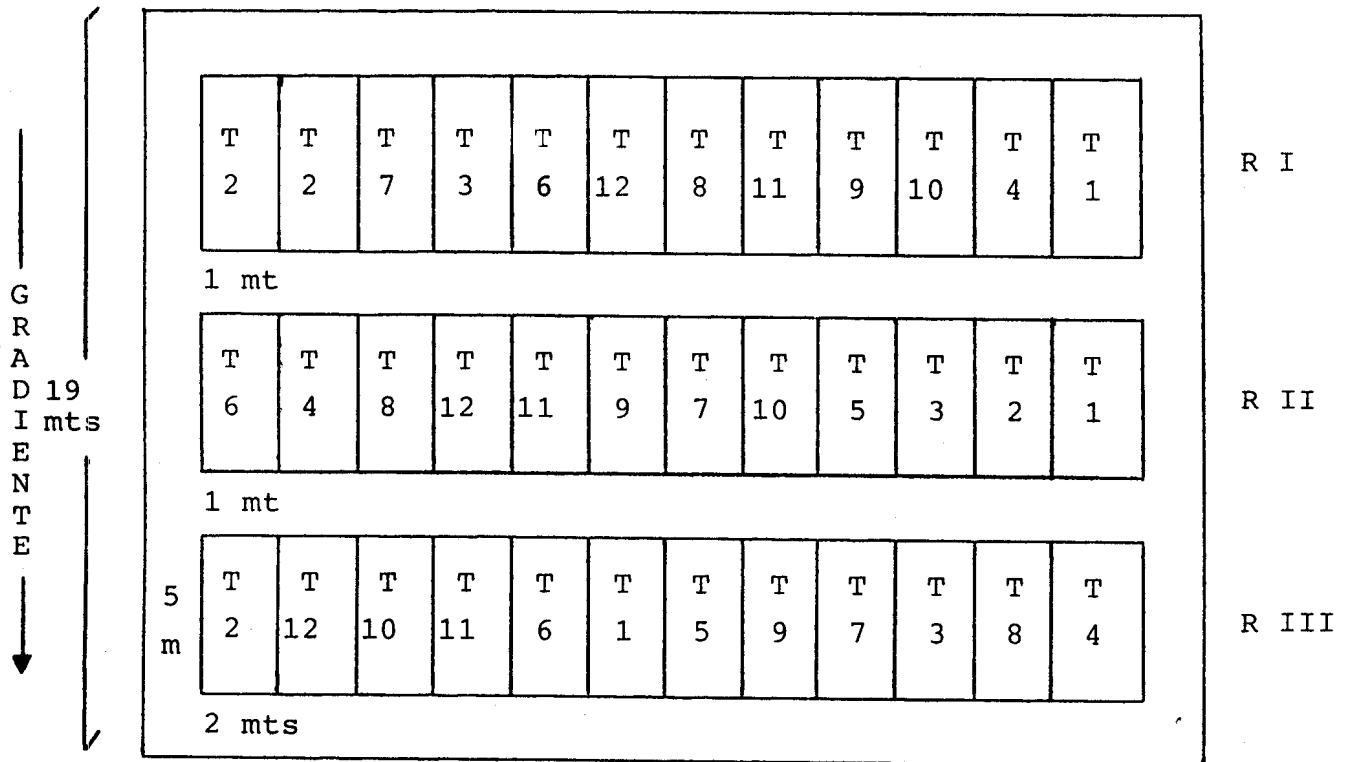 T T T T T T T T T T T T
2 2 7 3 6 12 8 11 9 10 4 1
R I
1 mt
T T T T T T T T T T T T
6 4 8 12 11 9 7 10 5 3 2 1
R II
1 mt
T T T T T T T T T T T T
2 12 10 11 6 1 5 9 7 3 8 4
R III
2 mts
5
m
GRADIENTE
19
mts